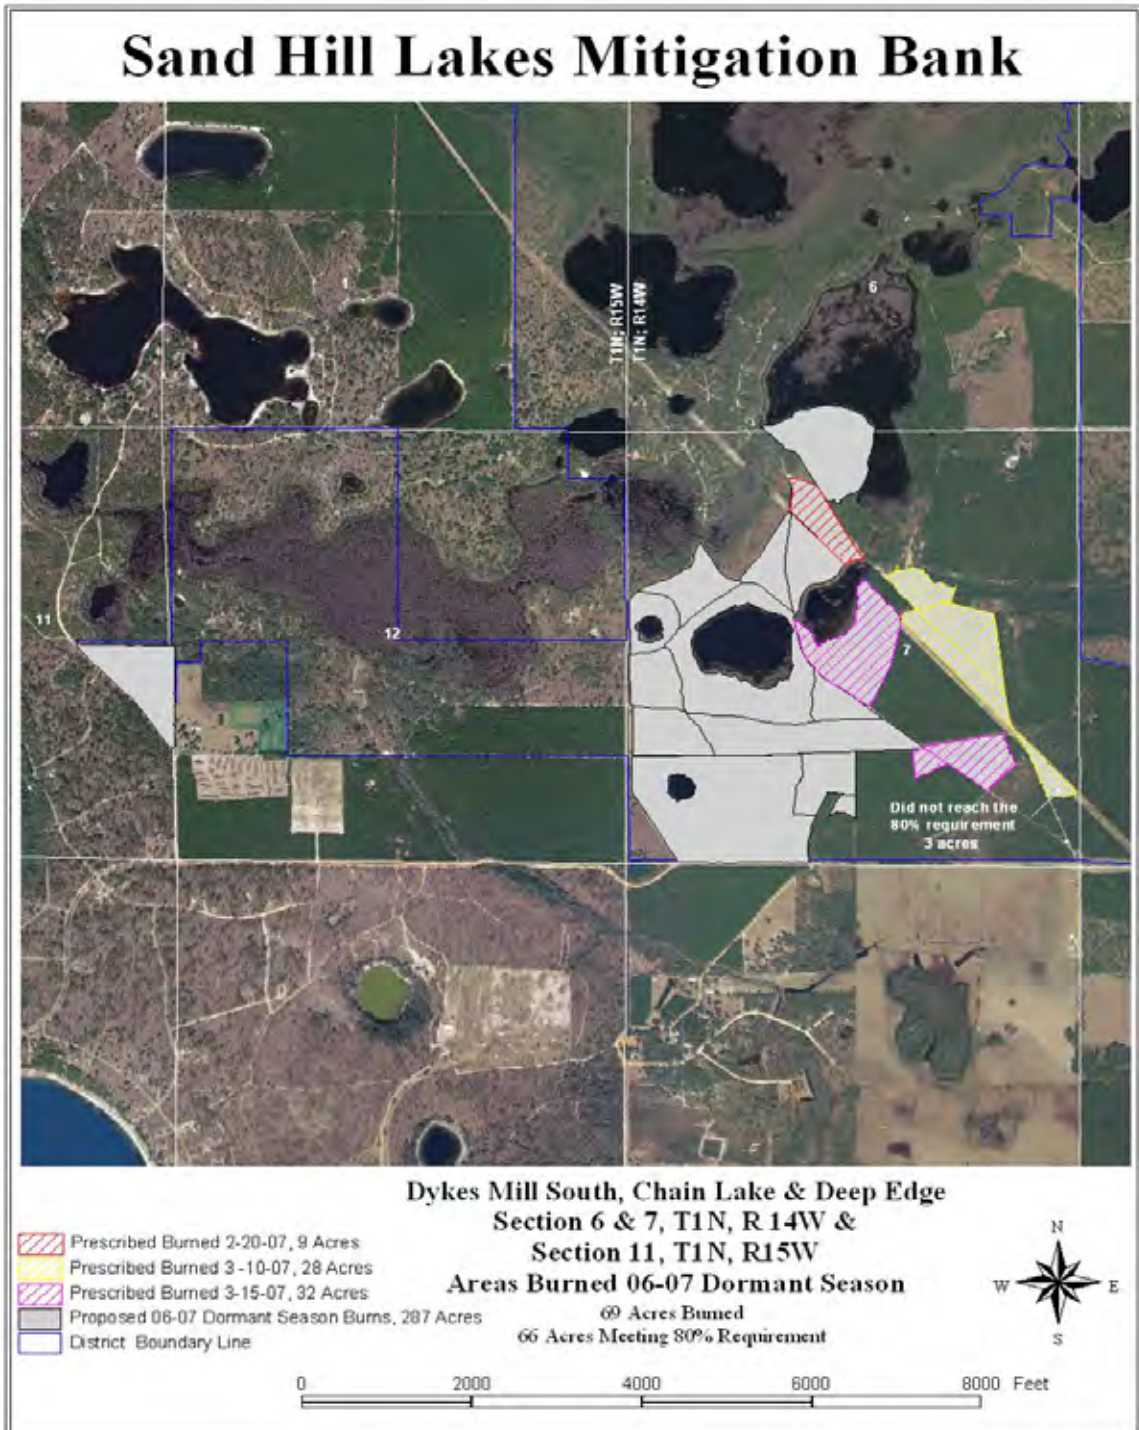 Sand Hill Lakes Mitigation Bank
1
T1N; R15W
T1N; R14W
6
11
12
7
Did not reach the
80% requirement
3 acres
Dykes Mill South, Chain Lake & Deep Edge
Section 6 & 7, T1N, R 14W &
Section 11, T1N, R15W
Areas Burned 06-07 Dormant Season
69 Acres Burned
66 Acres Meeting 80% Requirement
Prescribed Burned 2-20-07, 9 Acres
Prescribed Burned 3 -10-07, 28 Acres
Prescribed Burned 3-15-07, 32 Acres
Proposed 06-07 Dormant Season Burns, 287 Acres
District Boundary Line
N
W
E
S
0 2000 4000 6000 8000 Feet